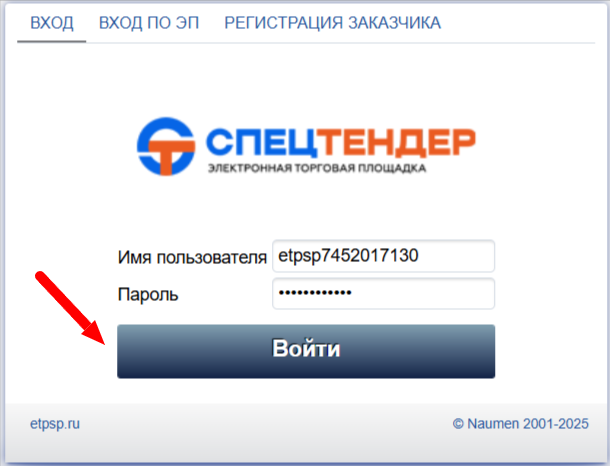 ВХОД ВХОД ПО ЭП РЕГИСТРАЦИЯ ЗАКАЗЧИКА
СПЕЦТЕНДЕР
ЭЛЕКТРОННАЯ ТОРГОВАЯ ПЛОЩАДКА
Имя пользователя etpsp7452017130
Пароль ••••••••••••
Войти
etpsp.ru © Naumen 2001-2025